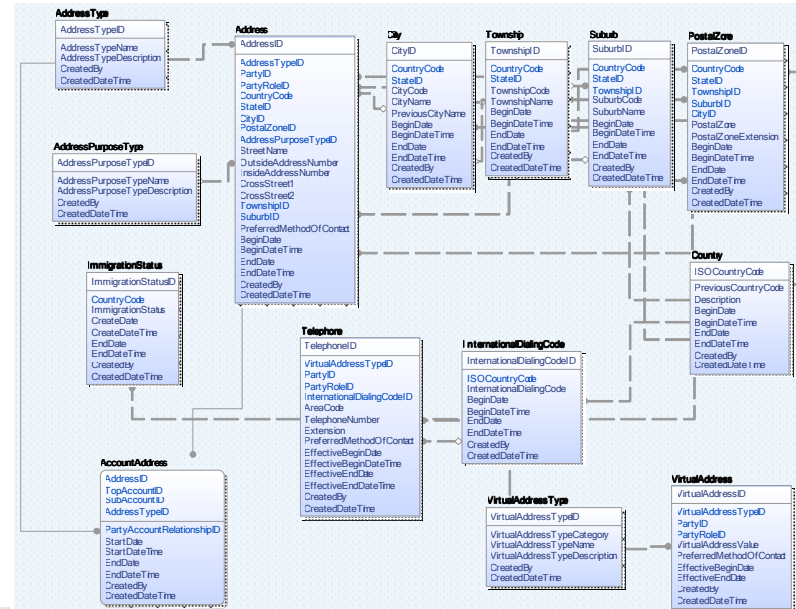 AddressType
AddressTypeID
AddressTypeName
AddressTypeDescription
CreatedBy
CreatedDateTime
Address
AddressID
AddressTypeID
PartyID
PartyRoleID
CountryCode
StateID
CityID
PostalZoneID
AddressPurposeTypeID
StreetName
OutsideAddressNumber
InsideAddressNumber
CrossStreet1
CrossStreet2
TownshipID
SuburbID
PreferredMethodOfContact
BeginDate
BeginDateTime
EndDate
EndDateTime
CreatedBy
CreatedDateTime
City
CityID
CountryCode
StateID
CityCode
CityName
PreviousCityName
BeginDate
BeginDateTime
EndDate
EndDateTime
CreatedBy
CreatedDateTime
Township
TownshipID
CountryCode
StateID
TownshipCode
TownshipName
BeginDate
BeginDateTime
EndDate
EndDateTime
CreatedBy
CreatedDateTime
Suburb
SuburbID
CountryCode
StateID
TownshipID
SuburbCode
SuburbName
BeginDate
BeginDateTime
EndDate
EndDateTime
CreatedBy
CreatedDateTime
PostalZone
PostalZoneID
CountryCode
StateID
TownshipID
SuburbID
CityID
PostalZone
PostalZoneExtension
BeginDate
BeginDateTime
EndDate
EndDateTime
CreatedBy
CreatedDateTime
AddressPurposeType
AddressPurposeTypeID
AddressPurposeTypeName
AddressPurposeTypeDescription
CreatedBy
CreatedDateTime
ImmigrationStatus
ImmigrationStatusID
CountryCode
ImmigrationStatus
CreateDate
CreateDateTime
EndDate
EndDateTime
CreatedBy
CreatedDateTime
Country
ISOCountryCode
PreviousCountryCode
Description
BeginDate
BeginDateTime
EndDate
EndDateTime
CreatedBy
CreatedDateTime
Telephone
TelephoneID
VirtualAddressTypeID
PartyID
PartyRoleID
InternationalDialingCodeID
AreaCode
TelephoneNumber
Extension
PreferredMethodOfContact
EffectiveBeginDate
EffectiveBeginDateTime
EffectiveEndDate
EffectiveEndDateTime
CreatedBy
CreatedDateTime
InternationalDialingCode
InternationalDialingCodeID
ISOCountryCode
InternationalDialingCode
BeginDate
BeginDateTime
EndDate
EndDateTime
CreatedBy
CreatedDateTime
AccountAddress
AddressID
TopAccountID
SubAccountID
AddressTypeID
PartyAccountRelationshipID
StartDate
StartDateTime
EndDate
EndDateTime
CreatedBy
CreatedDateTime
VirtualAddressType
VirtualAddressTypeID
VirtualAddressTypeCategory
VirtualAddressTypeName
VirtualAddressTypeDescription
CreatedBy
CreatedDateTime
VirtualAddress
VirtualAddressID
VirtualAddressTypeID
PartyID
PartyRoleID
VirtualAddressValue
PreferredMethodOfContact
EffectiveBeginDate
EffectiveEndDate
CreatedBy
CreatedDateTime